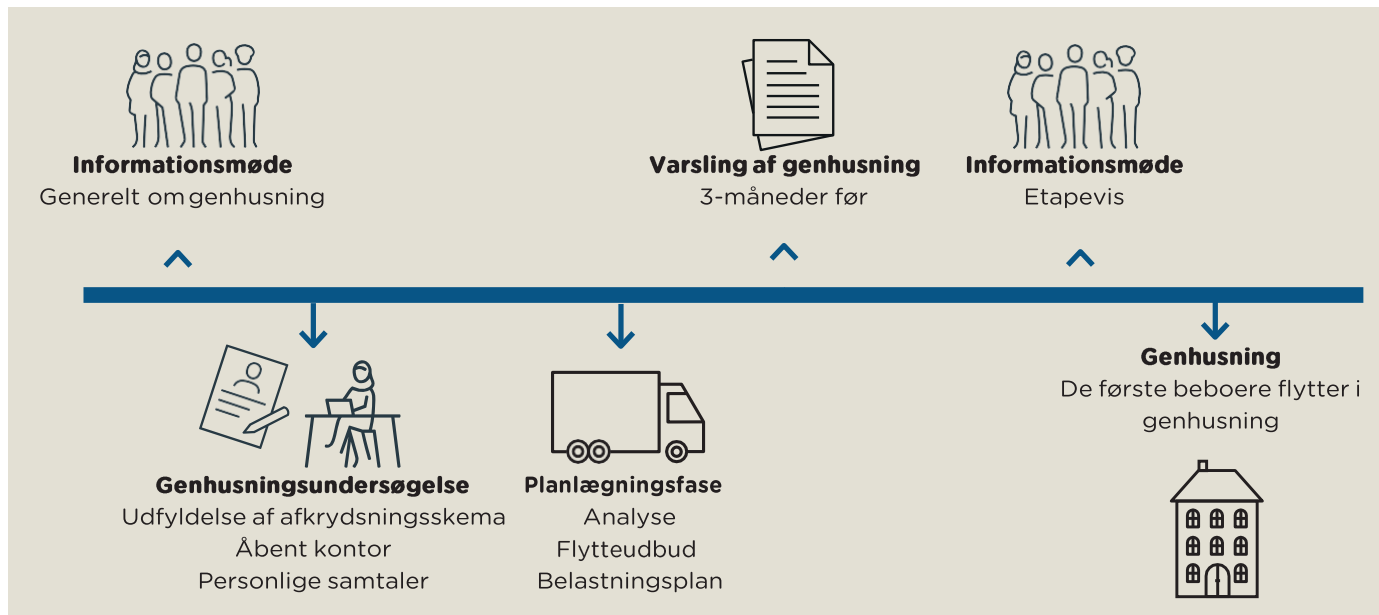 Informationsmøde
Generelt om genhusning
Varsling af genhusning
3-måneder før
Informationsmøde
Etapevis
Genhusningsundersøgelse
Udfyldelse af afkrydsningsskema
Åbent kontor
Personlige samtaler
Planlægningsfase
Analyse
Flytteudbud
Belastningsplan
Genhusning
De første beboere flytter i
genhusning